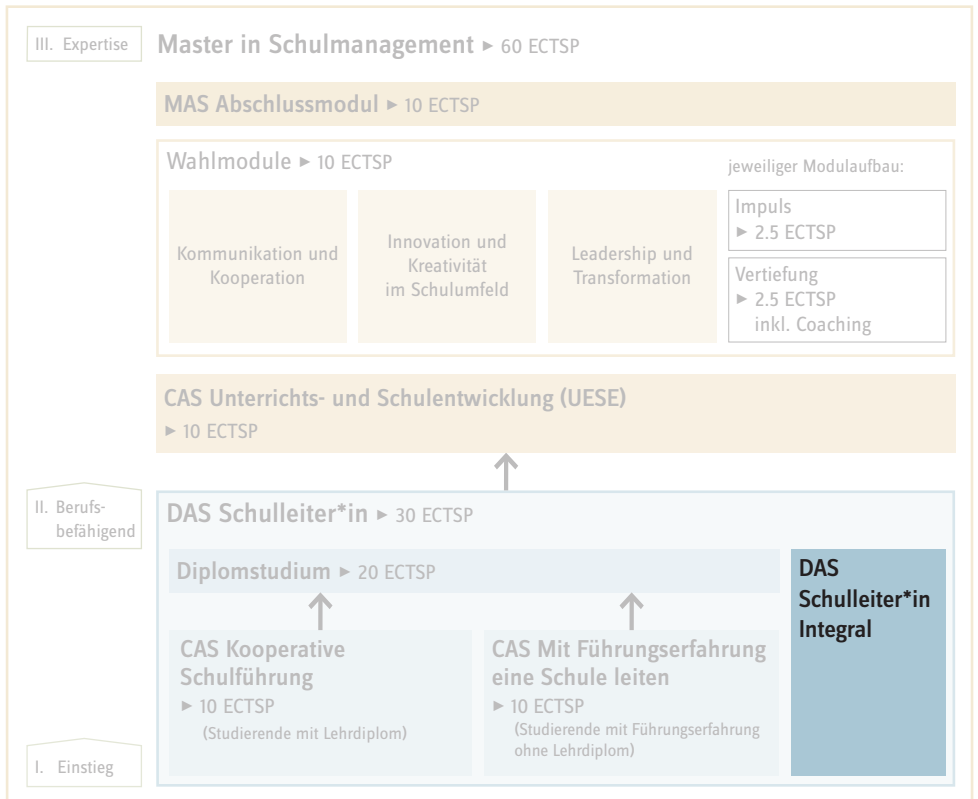 III. Expertise
Master in Schulmanagement ► 60 ECTSP
MAS Abschlussmodul ► 10 ECTSP
Wahlmodule ► 10 ECTSP
jeweiliger Modulaufbau:
Kommunikation und
Kooperation
Innovation und
Kreativität
im Schulumfeld
Leadership und
Transformation
Impuls
► 2.5 ECTSP
Vertiefung
► 2.5 ECTSP
inkl. Coaching
CAS Unterrichts- und Schulentwicklung (UESE)
► 10 ECTSP
II. Berufs-
befähigend
DAS Schulleiter*in ► 30 ECTSP
Diplomstudium ► 20 ECTSP
CAS Kooperative
Schulführung
► 10 ECTSP
(Studierende mit Lehrdiplom)
CAS Mit Führungserfahrung
eine Schule leiten
► 10 ECTSP
(Studierende mit Führungserfahrung
ohne Lehrdiplom)
DAS
Schulleiter*in
Integral
I. Einstieg